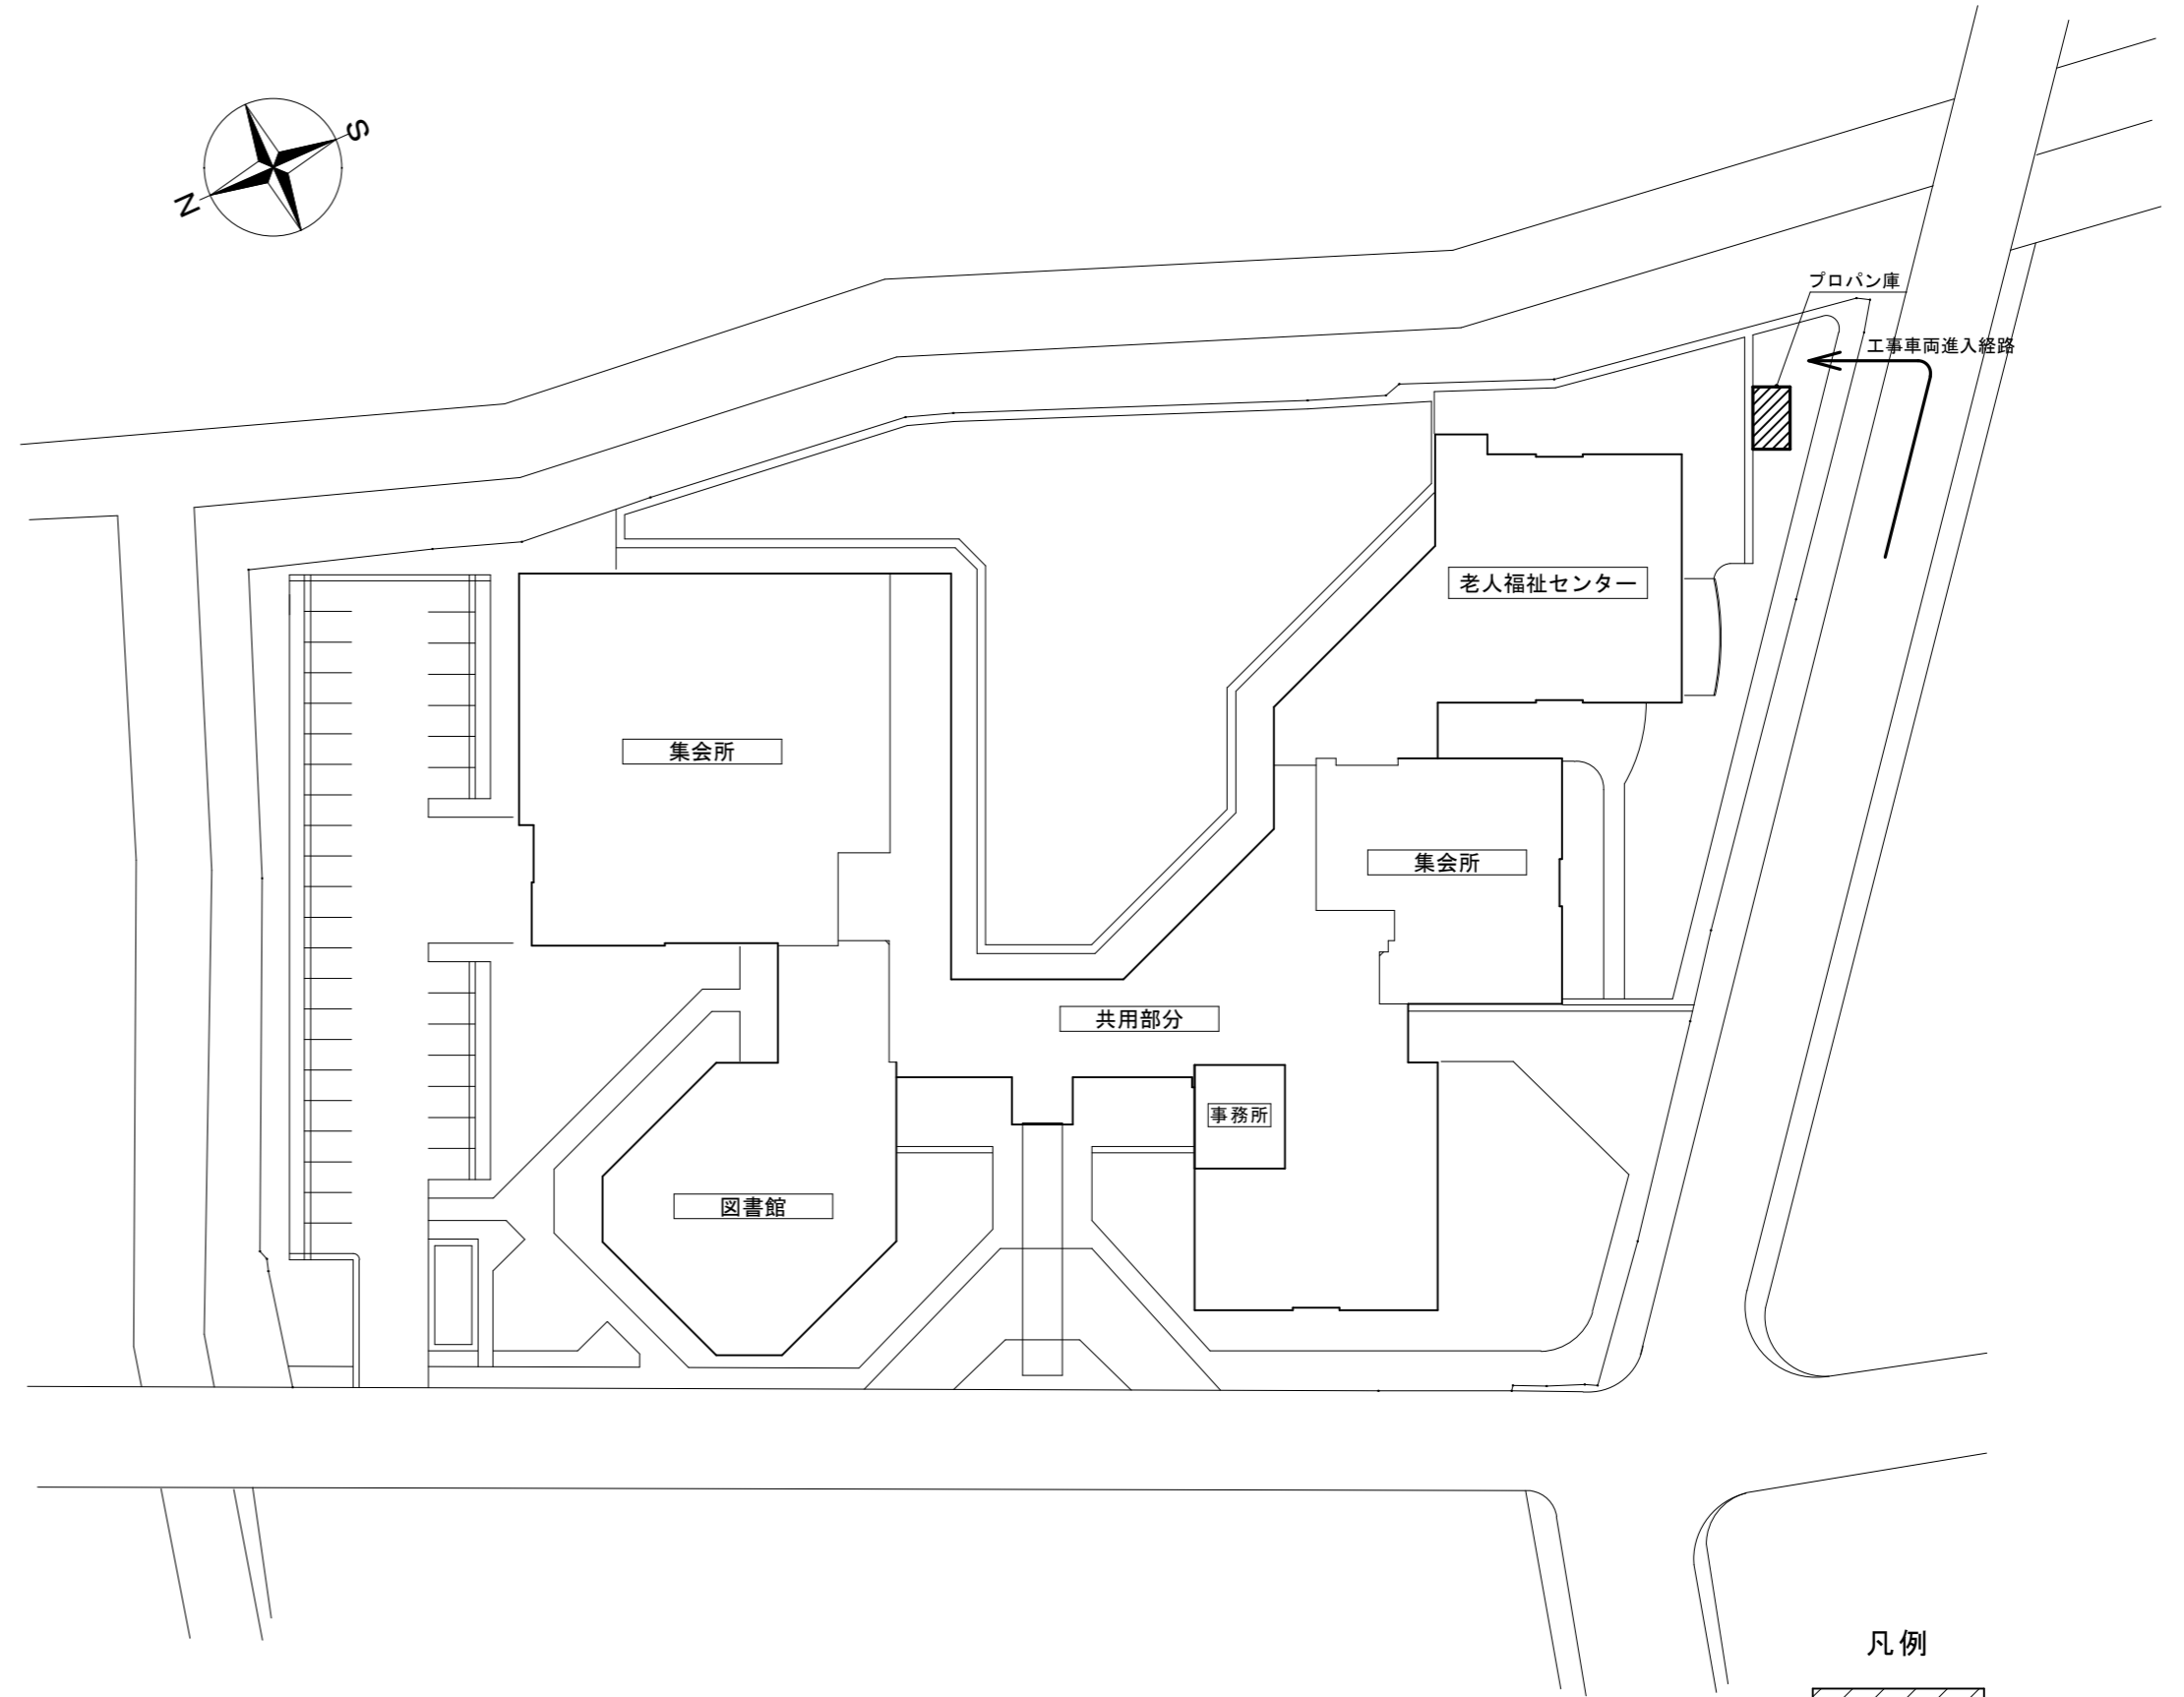 S
N
プロパン庫
工事車両進入経路
老人福祉センター
集会所
集会所
共用部分
事務所
図書館
凡例